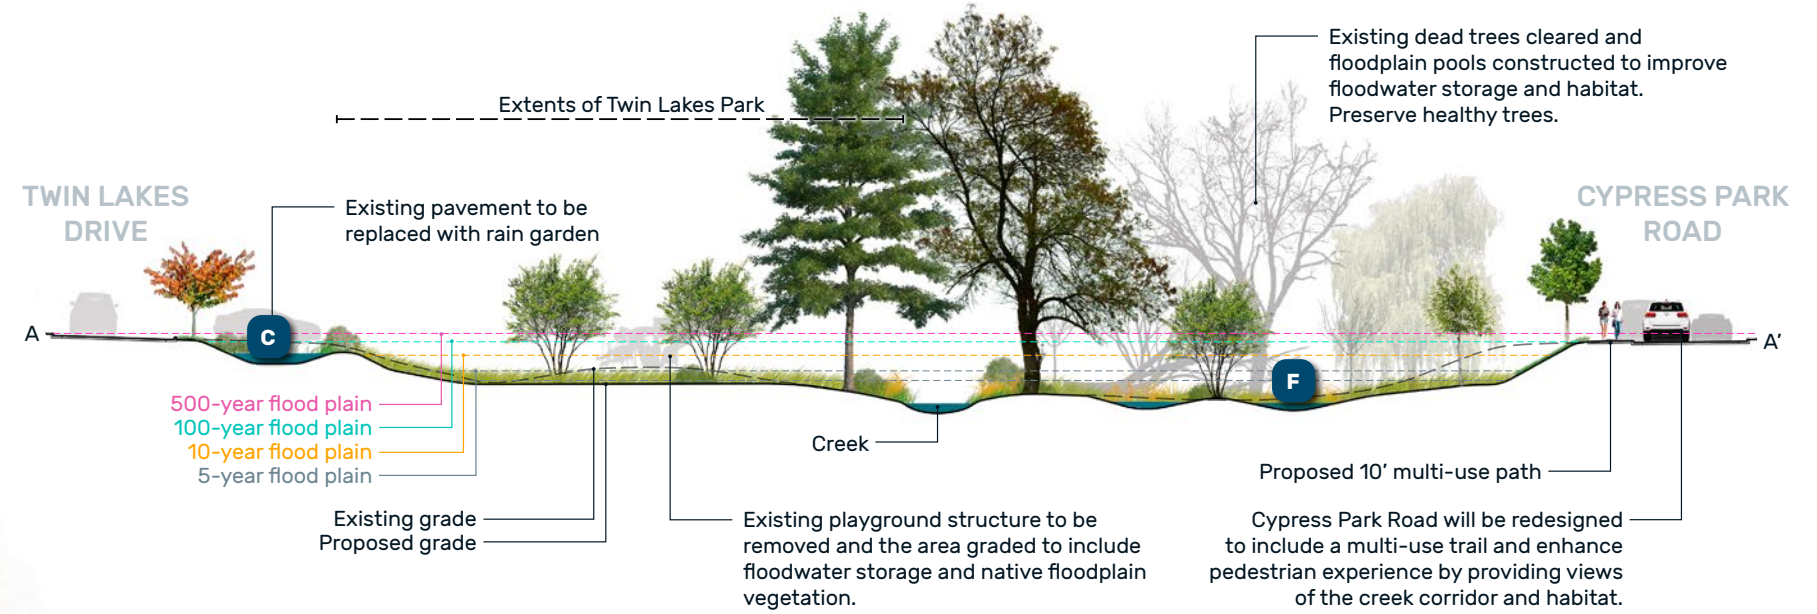 Existing dead trees cleared and
floodplain pools constructed to improve
floodwater storage and habitat.
Preserve healthy trees.
Extents of Twin Lakes Park
TWIN LAKES
DRIVE
Existing pavement to be
replaced with rain garden
CYPRESS PARK
ROAD
A
C
A’
F
500-year flood plain
100-year flood plain
10-year flood plain
5-year flood plain
Creek
Existing grade
Proposed grade
Existing playground structure to be
removed and the area graded to include
floodwater storage and native floodplain
vegetation.
Proposed 10’ multi-use path
Cypress Park Road will be redesigned
to include a multi-use trail and enhance
pedestrian experience by providing views
of the creek corridor and habitat.